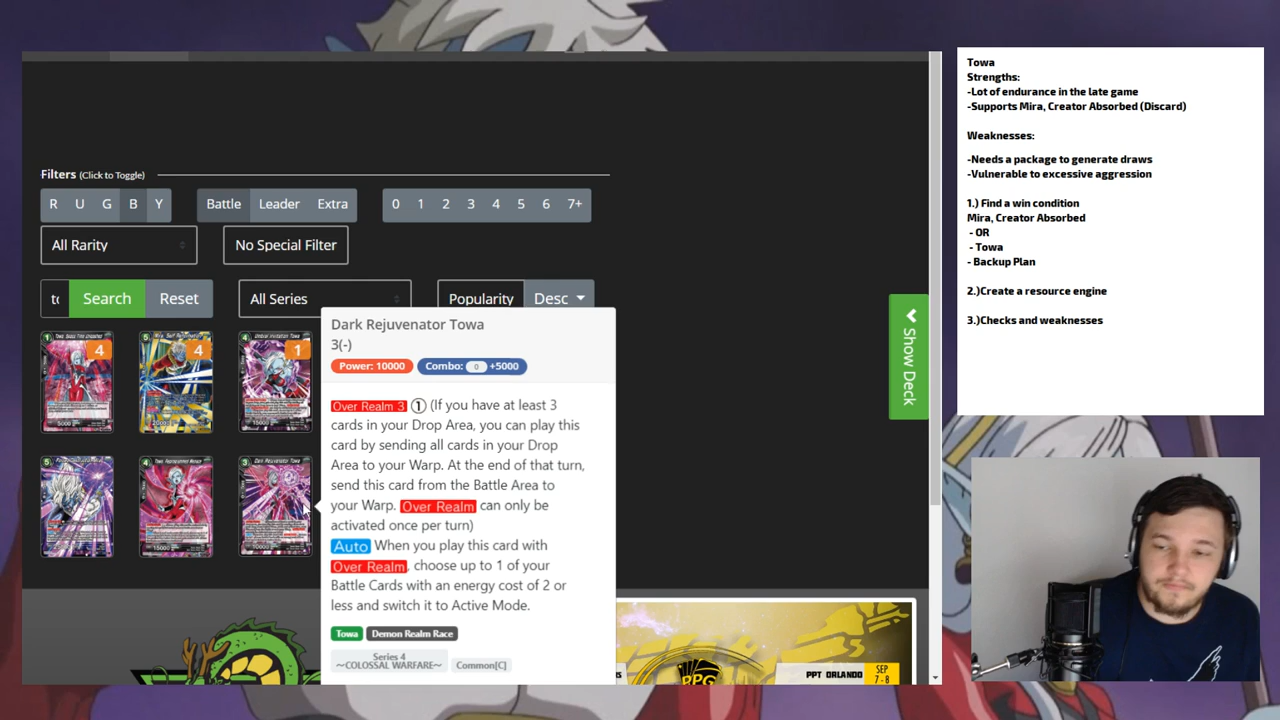 Filters (Click to Toggle)
R U G B Y
Battle Leader Extra
0 1 2 3 4 5 6 7+
All Rarity
No Special Filter
Search Reset
All Series
Popularity Desc
4
4
1
Dark Rejuvenator Towa
3(-)
Power: 10000 Combo: 0 +5000
Over Realm 3 1 (If you have at least 3
cards in your Drop Area, you can play this
card by sending all cards in your Drop
Area to your Warp. At the end of that turn,
send this card from the Battle Area to
your Warp. Over Realm can only be
activated once per turn)
Auto When you play this card with
Over Realm, choose up to 1 of your
Battle Cards with an energy cost of 2 or
less and switch it to Active Mode.
Towa Demon Realm Race
Series 4
~COLOSSAL WARFARE~
Common[C]
Show Deck
RPG
PPT ORLANDO
SEP
7-8
Towa
Strengths:
-Lot of endurance in the late game
-Supports Mira, Creator Absorbed (Discard)
Weaknesses:
-Needs a package to generate draws
-Vulnerable to excessive aggression
1.) Find a win condition
Mira, Creator Absorbed
- OR
- Towa
- Backup Plan
2.)Create a resource engine
3.)Checks and weaknesses